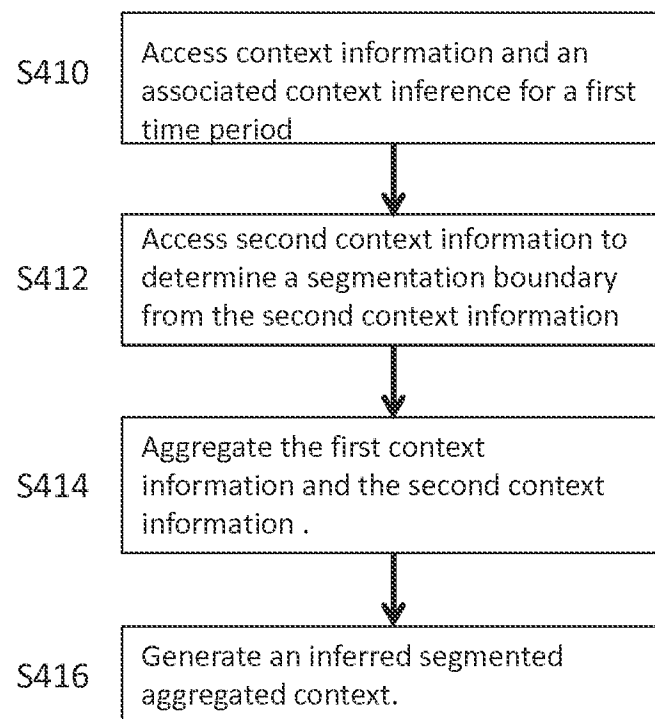 S410
Access context information and an
associated context inference for a first
time period
S412
Access second context information to
determine a segmentation boundary
from the second context information
S414
Aggregate the first context
information and the second context
information .
S416
Generate an inferred segmented
aggregated context.